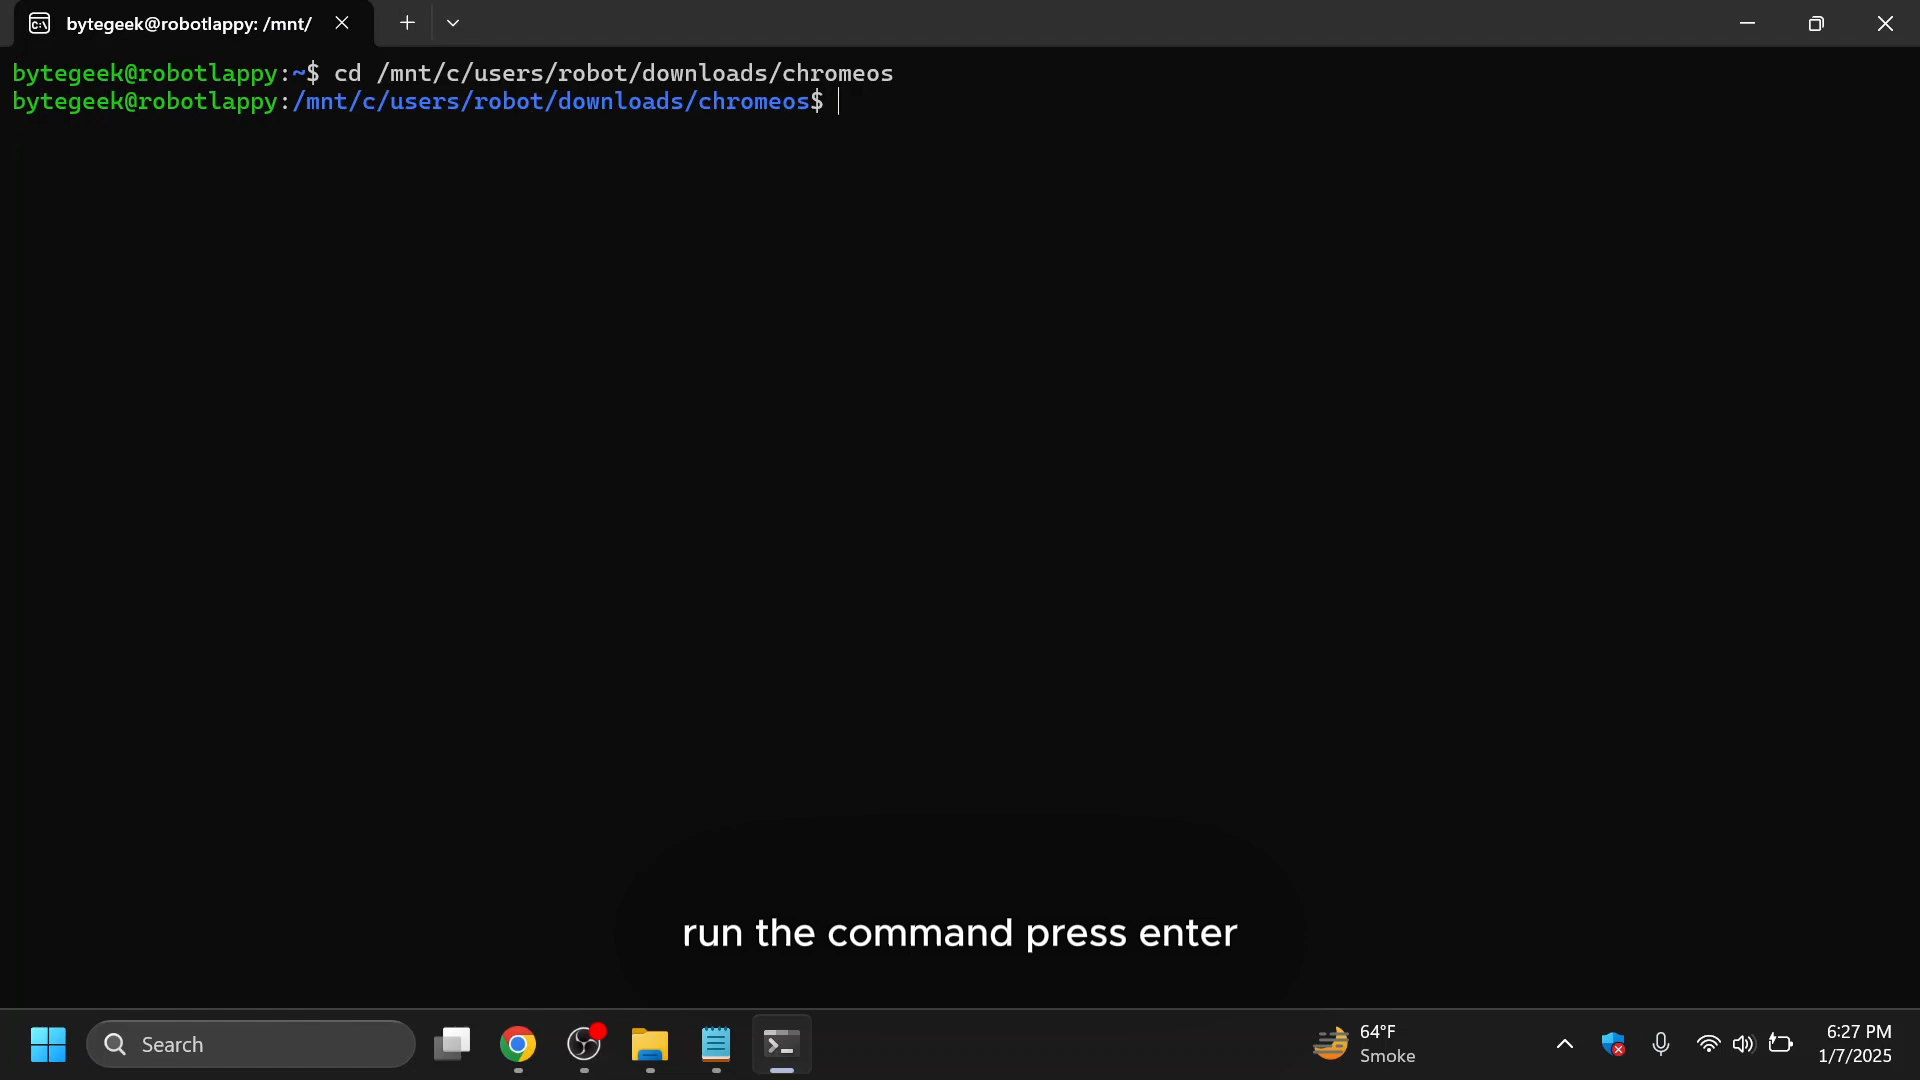 bytegeek@robotlappy: /mnt/
bytegeek@robotlappy:~$ cd /mnt/c/users/robot/downloads/chromeos
bytegeek@robotlappy:/mnt/c/users/robot/downloads/chromeos$
run the command press enter
Search
64°F
Smoke
6:27 PM
1/7/2025